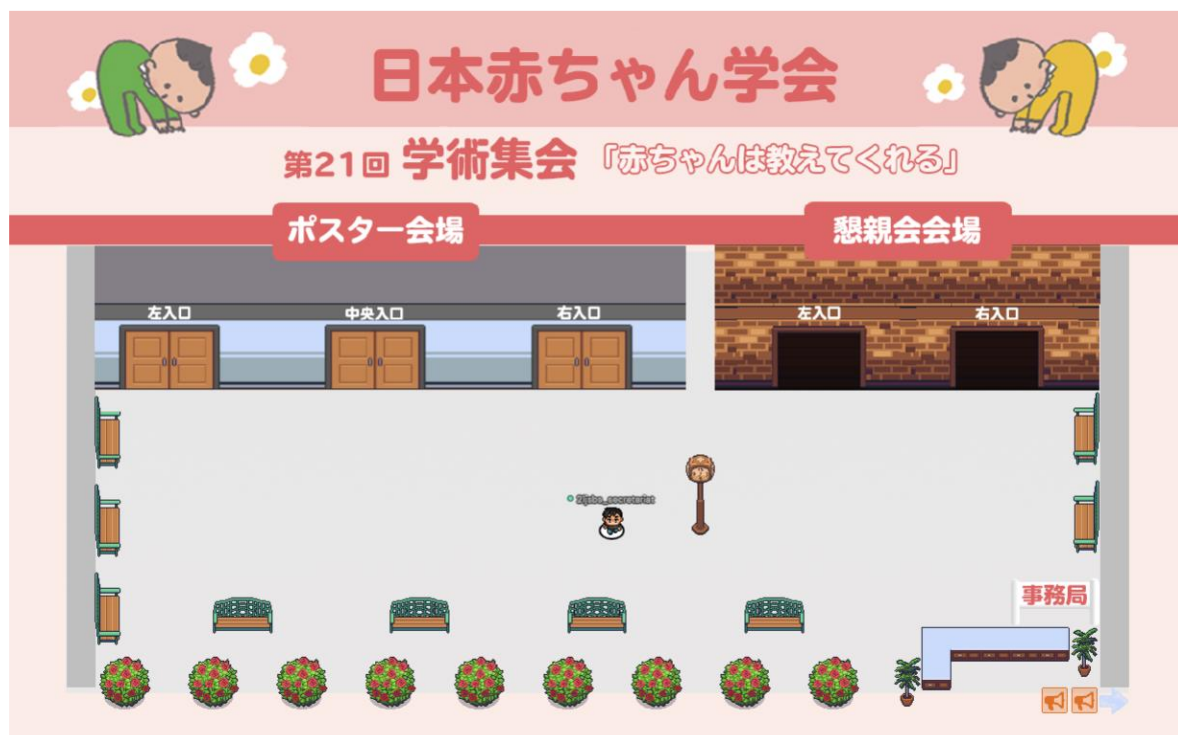 日本赤ちゃん学会
第21回 学術集会 「赤ちゃんは教えてくれる」
ポスター会場
懇親会会場
左入口
中央入口
右入口
左入口
右入口
事務局